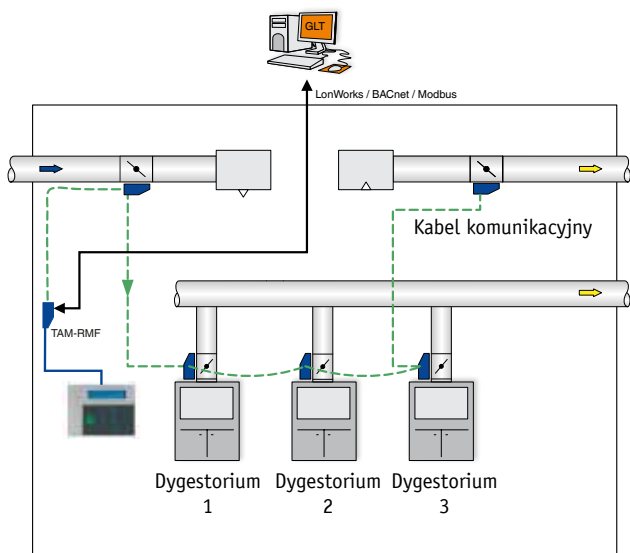 GLT
LonWorks / BACnet / Modbus
Kabel komunikacyjny
TAM-RMF
Dygestorium
1
Dygestorium
2
Dygestorium
3